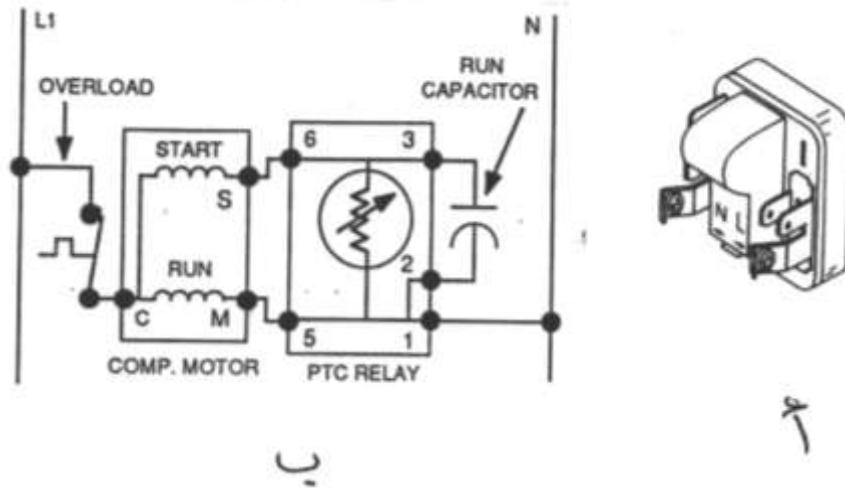 L1
N
OVERLOAD
RUN
CAPACITOR
START
6
3
S
N L
RUN
2
C
M
5
1
COMP. MOTOR
PTC RELAY